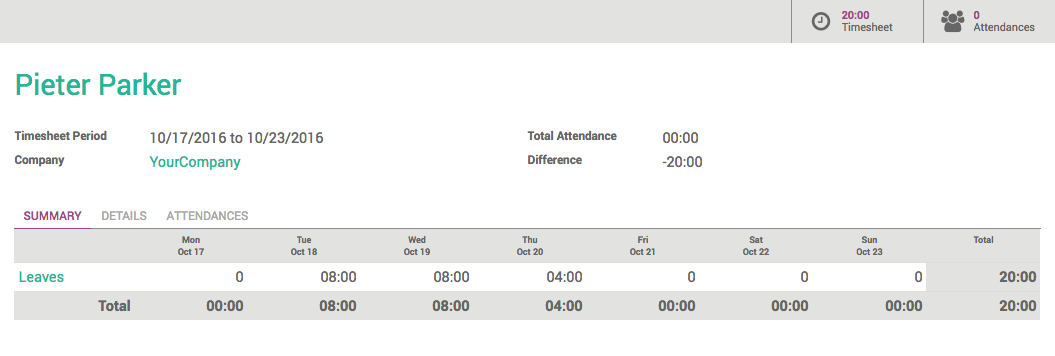 20:00
Timesheet
0
Attendances
Pieter Parker
Timesheet Period 10/17/2016 to 10/23/2016 Total Attendance 00:00
Company YourCompany Difference -20:00
SUMMARY DETAILS ATTENDANCES
Mon Tue Wed Thu Fri Sat Sun Total
Oct 17 Oct 18 Oct 19 Oct 20 Oct 21 Oct 22 Oct 23
Leaves 0 08:00 08:00 04:00 0 0 0 20:00
Total 00:00 08:00 08:00 04:00 00:00 00:00 00:00 20:00